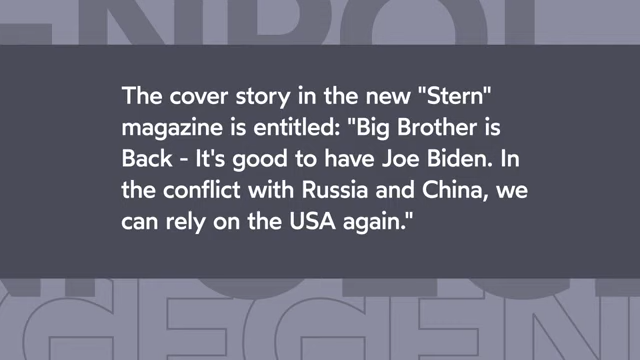 The cover story in the new "Stern"
magazine is entitled: "Big Brother is
Back - It's good to have Joe Biden. In
the conflict with Russia and China, we
can rely on the USA again."
GEGEN